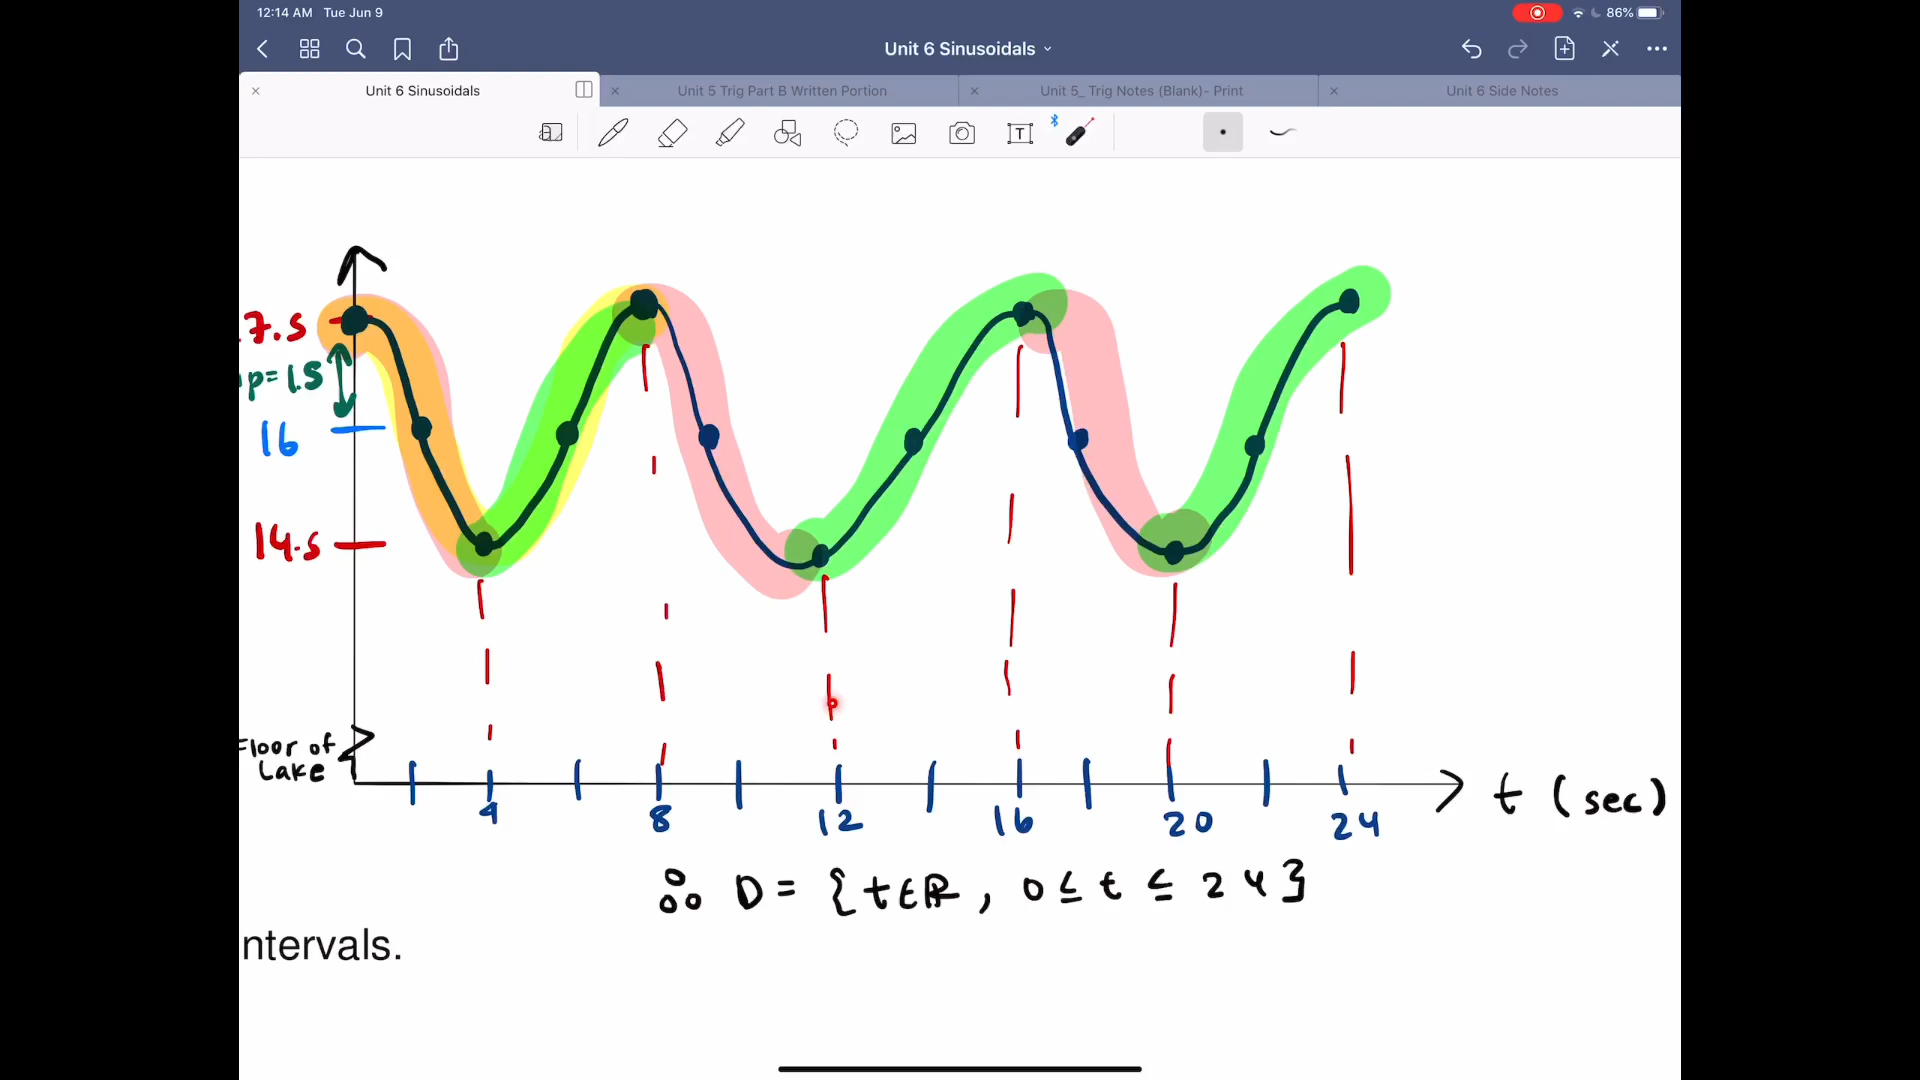 12:14 AM Tue Jun 9
86%
Unit 6 Sinusoidals
Unit 6 Sinusoidals
Unit 5 Trig Part B Written Portion
Unit 5_ Trig Notes (Blank)- Print
Unit 6 Side Notes
T
7.5
p=1.5
16
14.5
Floor of
Lake
4 8 12 16 20 24
t (sec)
∴ D = {t∈ℝ, 0 ≤ t ≤ 24}
ntervals.